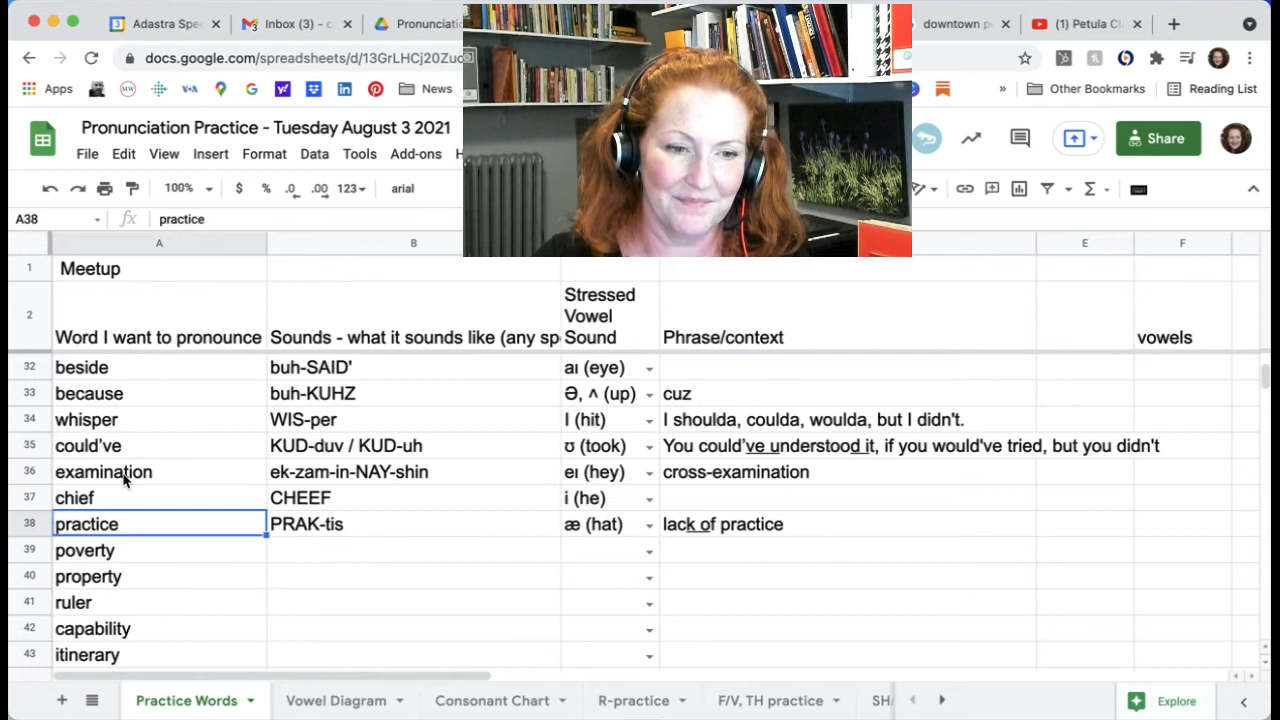 Adastra Spe
Inbox (3) - c
Pronunciatio
downtown p
(1) Petula Cl
docs.google.com/spreadsheets/d/13GrLHCj20Zuo
Apps
News
Other Bookmarks
Reading List
Pronunciation Practice - Tuesday August 3 2021
File Edit View Insert Format Data Tools Add-ons H
Share
100% $ % .0 .00 123 arial
A38 fx practice
A B E F
1 Meetup
2 Word I want to pronounce Sounds - what it sounds like (any sp Stressed Vowel Sound Phrase/context vowels
32 beside buh-SAID' aɪ (eye)
33 because buh-KUHZ Ə, ʌ (up) cuz
34 whisper WIS-per I (hit) I shoulda, coulda, woulda, but I didn't.
35 could've KUD-duv / KUD-uh ʊ (took) You could've understood it, if you would've tried, but you didn't
36 examination ek-zam-in-NAY-shin eɪ (hey) cross-examination
37 chief CHEEF i (he)
38 practice PRAK-tis æ (hat) lack of practice
39 poverty
40 property
41 ruler
42 capability
43 itinerary
Practice Words Vowel Diagram Consonant Chart R-practice F/V, TH practice SH/
Explore